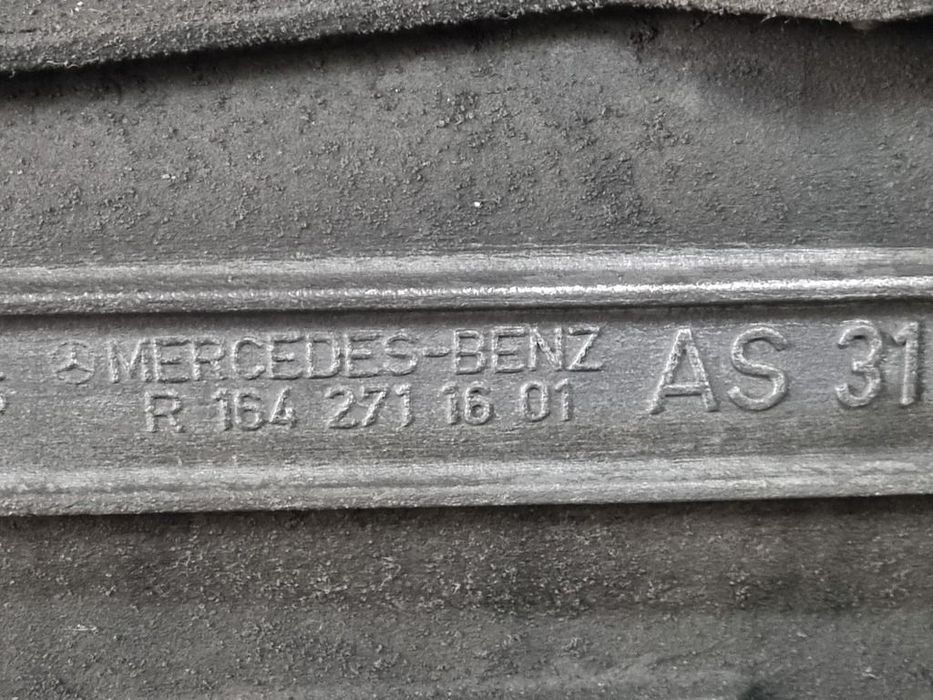 MERCEDES-BENZ
R 164 271 16 01
AS 31